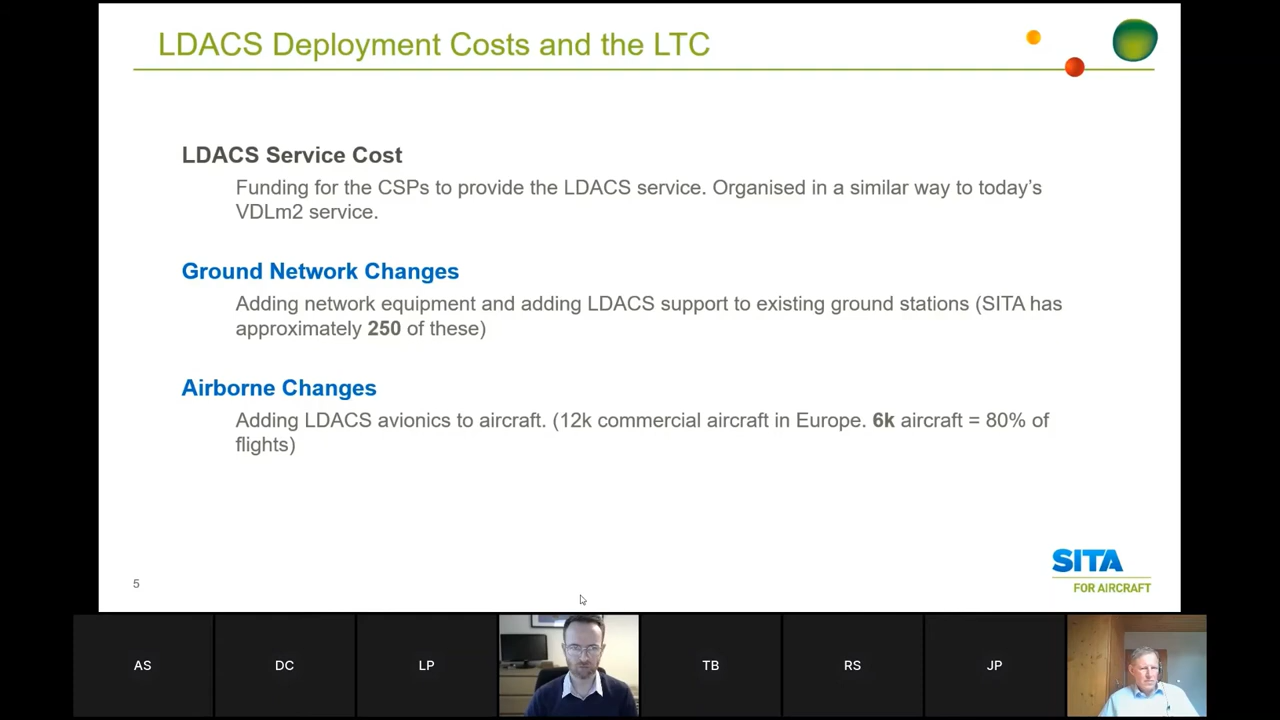 LDACS Deployment Costs and the LTC
LDACS Service Cost
Funding for the CSPs to provide the LDACS service. Organised in a similar way to today’s
VDLm2 service.
Ground Network Changes
Adding network equipment and adding LDACS support to existing ground stations (SITA has
approximately 250 of these)
Airborne Changes
Adding LDACS avionics to aircraft. (12k commercial aircraft in Europe. 6k aircraft = 80% of
flights)
5
SITA
FOR AIRCRAFT
AS
DC
LP
TB
RS
JP